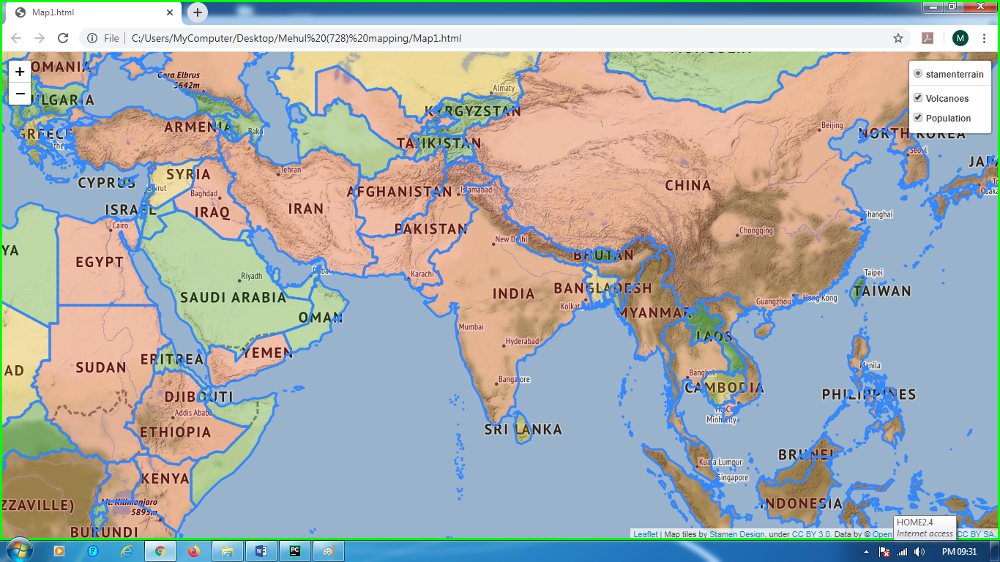 Map1.html
File
C:/Users/MyComputer/Desktop/Mehul%20(728)%20mapping/Map1.html
M
+
−
stamenterrain
Volcanoes
Population
OMANIA
Gora Elbrus
5642m
Almaty
ULGARIA
KYRGYZSTAN
GREECE
ARMENIA
Baku
TAJIKISTAN
Beijing
NORTH KOREA
Seoul
CYPRUS
SYRIA
Tehran
CHINA
JAPA
Beirut
Baghdad
AFGHANISTAN
Islamabad
Osaka
ISRAEL
IRAQ
IRAN
Shanghai
Cairo
PAKISTAN
Chongqing
New Delhi
YA
EGYPT
BHUTAN
Riyadh
Dubai
Karachi
Taipei
SAUDI ARABIA
INDIA
BANGLADESH
TAIWAN
Kolkata
Guangzhou
Hong Kong
OMAN
MYANMAR
Mumbai
LAOS
Hyderabad
YEMEN
ERITREA
SUDAN
Manila
AD
Bangkok
Bangalore
CAMBODIA
DJIBOUTI
PHILIPPINES
Addis Ababa
Ho Chi
Minh City
ETHIOPIA
SRI LANKA
BRUNEI
Kuala Lumpur
KENYA
Singapore
ZZAVILLE)
Mt. Kilimanjaro
5895m
INDONESIA
BURUNDI
HOME2.4
Internet access
Leaflet | Map tiles by Stamen Design, under CC BY 3.0. Data by © Open
CC BY SA.
PM 09:31